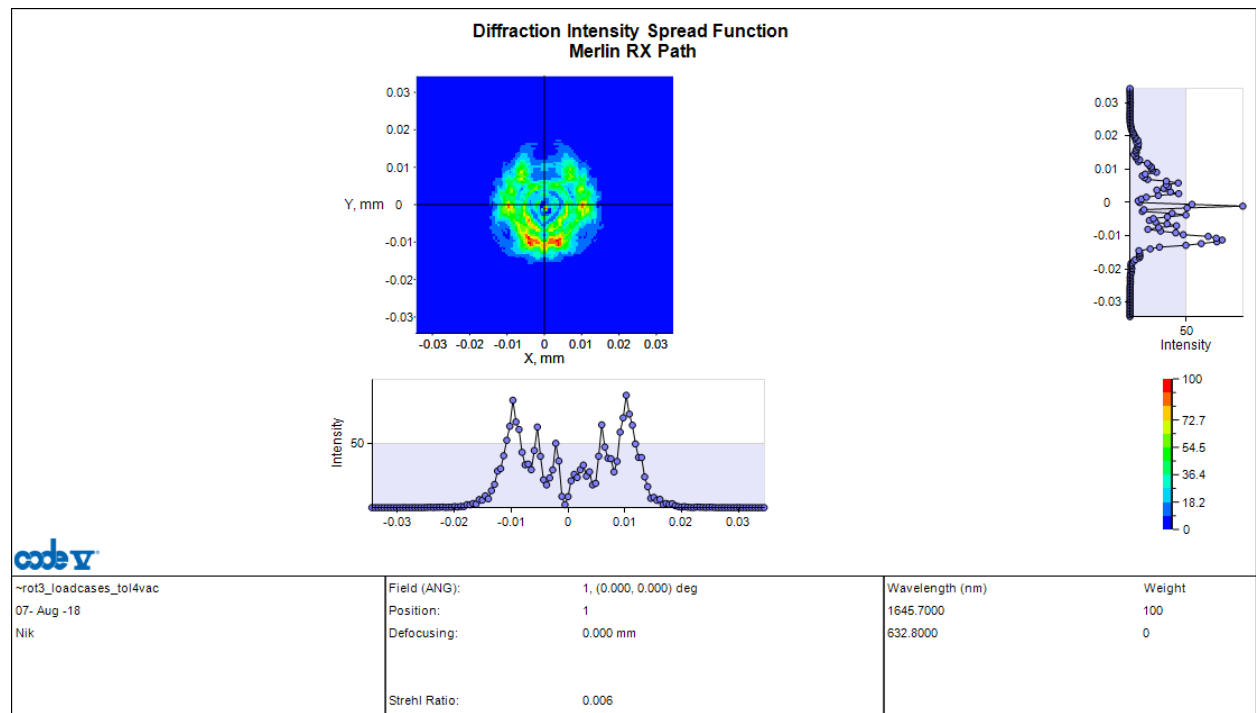 Diffraction Intensity Spread Function
Merlin RX Path
0.03
0.02
0.01
Y, mm 0
-0.01
-0.02
-0.03
-0.03 -0.02 -0.01 0 0.01 0.02 0.03
X, mm
0.03
0.02
0.01
0
-0.01
-0.02
-0.03
50
Intensity
Intensity
50
-0.03 -0.02 -0.01 0 0.01 0.02 0.03
100
72.7
54.5
36.4
18.2
0
code V
~rot3_loadcases_tol4vac
07- Aug -18
Nik
Field (ANG): 1, (0.000, 0.000) deg
Position: 1
Defocusing: 0.000 mm
Strehl Ratio: 0.006
Wavelength (nm) Weight
1645.7000 100
632.8000 0